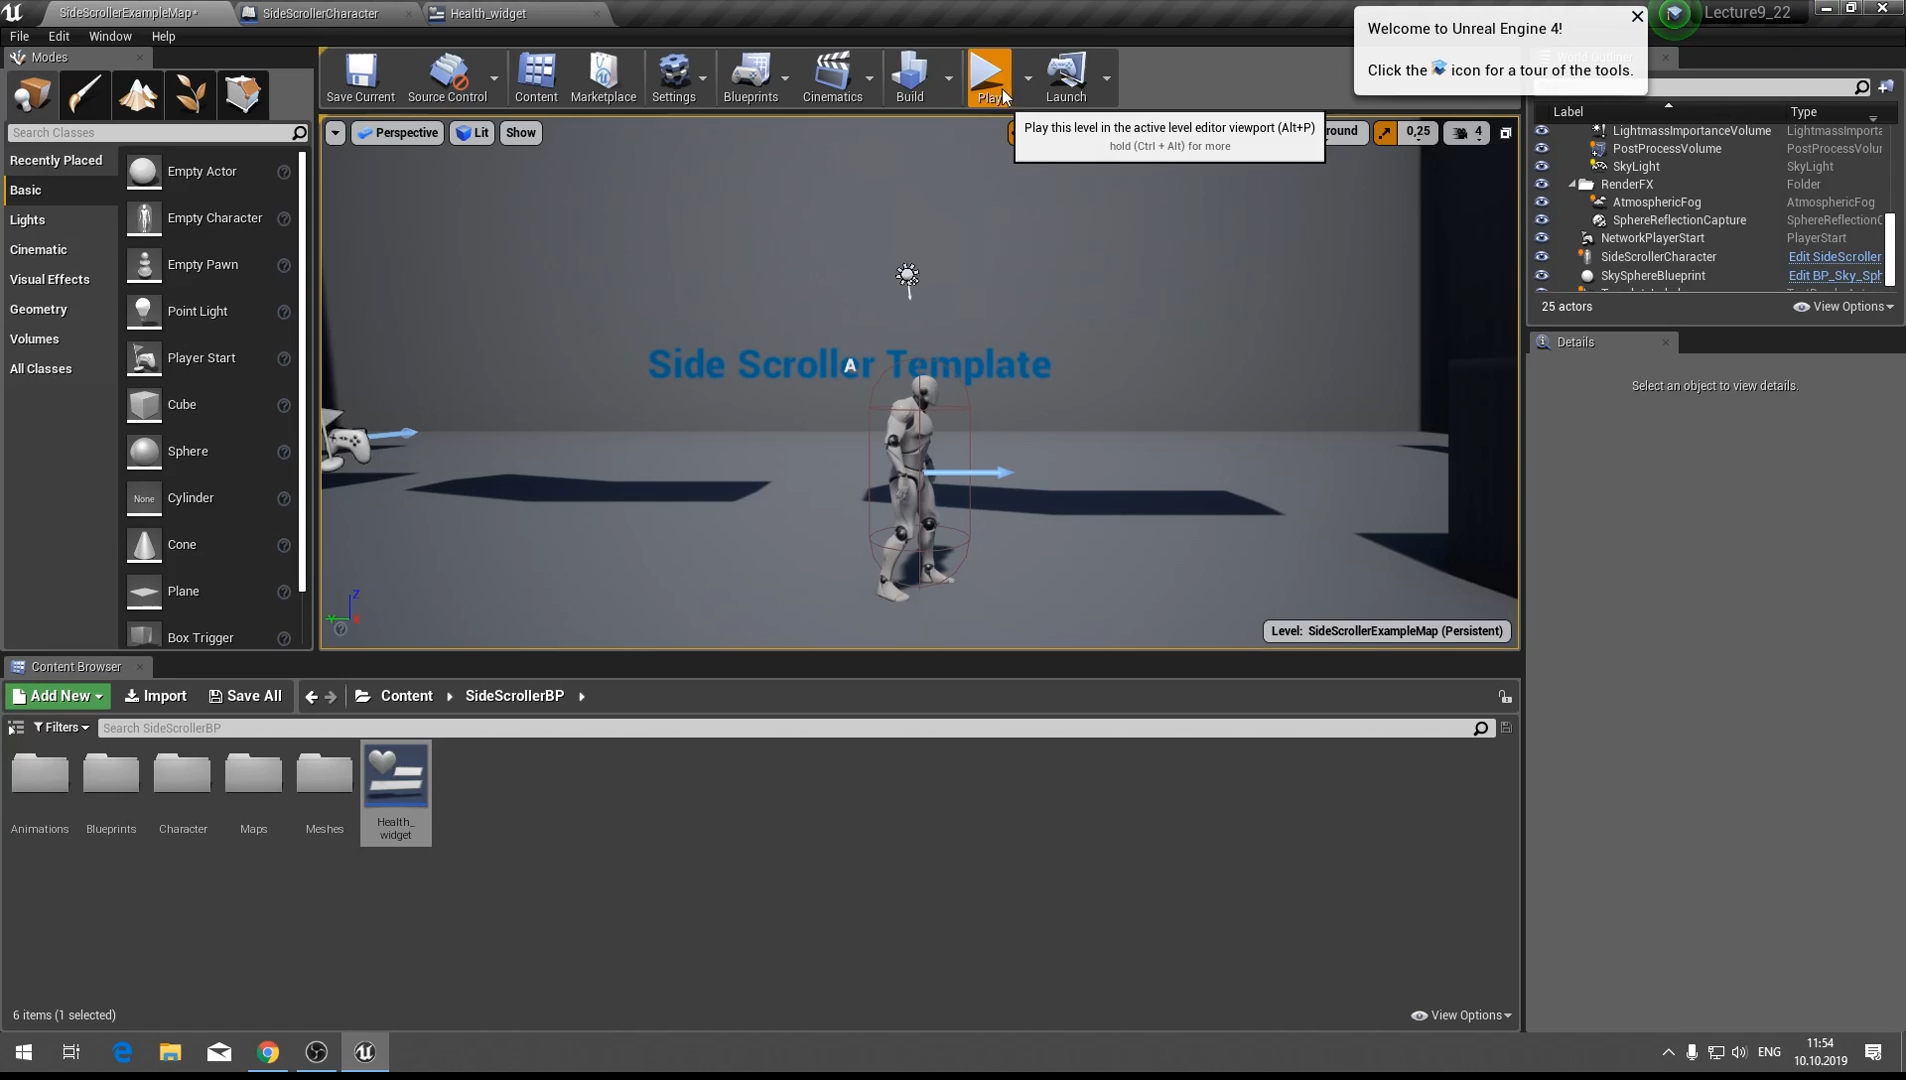 SideScrollerExampleMap*
SideScrollerCharacter
Health_widget
Lecture9_22
File
Edit
Window
Help
Welcome to Unreal Engine 4!
Click the icon for a tour of the tools.
Modes
Save Current
Source Control
Content
Marketplace
Settings
Blueprints
Cinematics
Build
Play
Launch
Play this level in the active level editor viewport (Alt+P)
hold (Ctrl + Alt) for more
Search Classes
Recently Placed
Basic
Lights
Cinematic
Visual Effects
Geometry
Volumes
All Classes
Empty Actor
Empty Character
Empty Pawn
Point Light
Player Start
Cube
Sphere
None
Cylinder
Cone
Plane
Box Trigger
Perspective
Lit
Show
0,25
4
Side Scroller Template
A
Z
Level: SideScrollerExampleMap (Persistent)
Label
Type
LightmassImportanceVolume
LightmassImporta
PostProcessVolume
PostProcessVolur
SkyLight
SkyLight
RenderFX
Folder
AtmosphericFog
AtmosphericFog
SphereReflectionCapture
SphereReflectionC
NetworkPlayerStart
PlayerStart
SideScrollerCharacter
Edit SideScroller
SkySphereBlueprint
Edit BP_Sky_Sph
25 actors
View Options
Details
Select an object to view details.
Content Browser
Add New
Import
Save All
Content
SideScrollerBP
Filters
Search SideScrollerBP
Animations
Blueprints
Character
Maps
Meshes
Health_
widget
6 items (1 selected)
View Options
ENG
11:54
10.10.2019